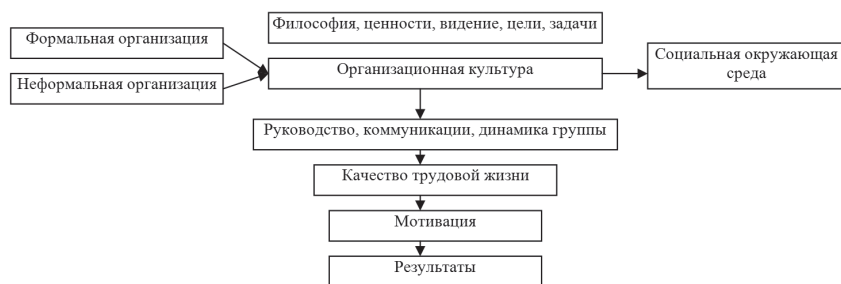 Философия, ценности, видение, цели, задачи
Формальная организация
Неформальная организация
Организационная культура
Социальная окружающая
среда
Руководство, коммуникации, динамика группы
Качество трудовой жизни
Мотивация
Результаты